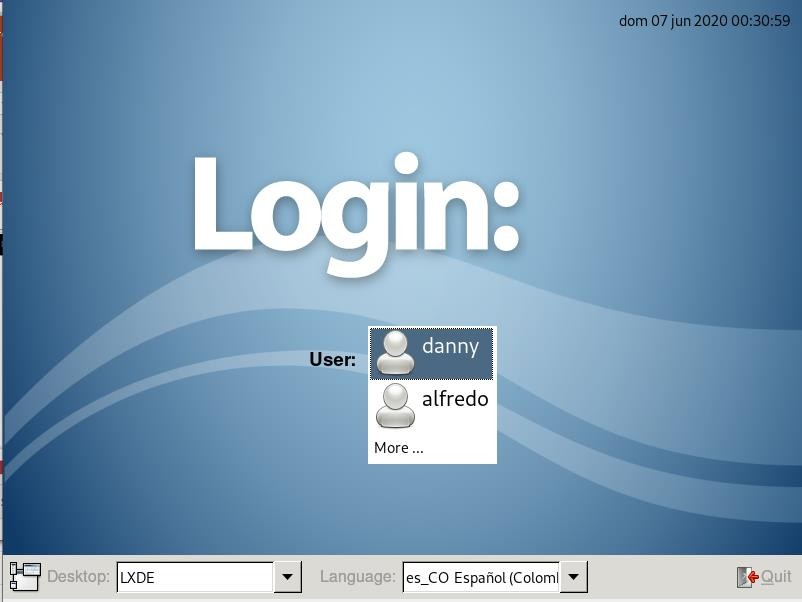 dom 07 jun 2020 00:30:59
Login:
User:
danny
alfredo
More ...
Desktop: LXDE Language: es_CO Español (Colom Quit